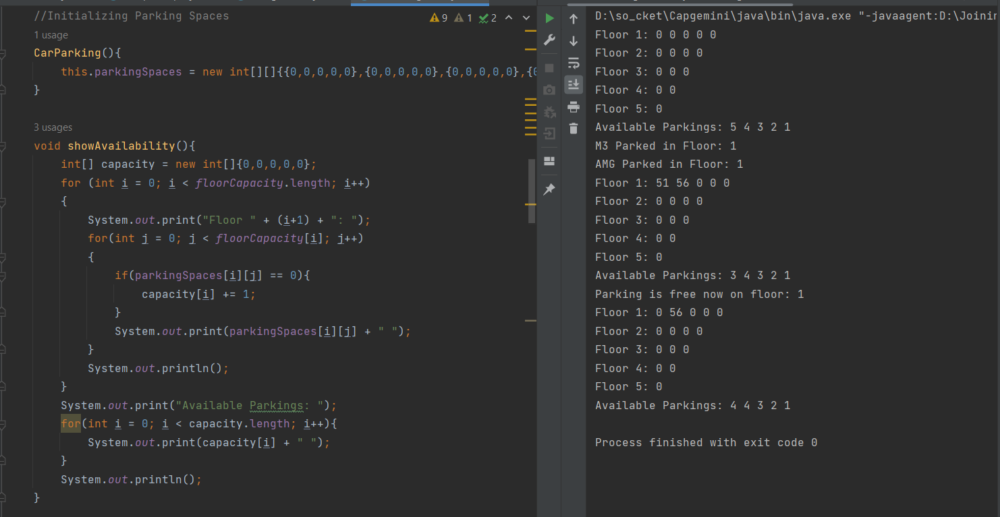 //Initializing Parking Spaces
9 1 2
1 usage
CarParking(){
this.parkingSpaces = new int[][]{{0,0,0,0,0},{0,0,0,0,0},{0,0,0,0,0},{
}
3 usages
void showAvailability(){
int[] capacity = new int[]{0,0,0,0,0};
for (int i = 0; i < floorCapacity.length; i++)
{
System.out.print("Floor " + (i+1) + ": ");
for(int j = 0; j < floorCapacity[i]; j++)
{
if(parkingSpaces[i][j] == 0){
capacity[i] += 1;
}
System.out.print(parkingSpaces[i][j] + " ");
}
System.out.println();
}
System.out.print("Available Parkings: ");
for(int i = 0; i < capacity.length; i++){
System.out.print(capacity[i] + " ");
}
System.out.println();
}
D:\so_cket\Capgemini\java\bin\java.exe "-javaagent:D:\Joinin
Floor 1: 0 0 0 0 0
Floor 2: 0 0 0 0
Floor 3: 0 0 0
Floor 4: 0 0
Floor 5: 0
Available Parkings: 5 4 3 2 1
M3 Parked in Floor: 1
AMG Parked in Floor: 1
Floor 1: 51 56 0 0 0
Floor 2: 0 0 0 0
Floor 3: 0 0 0
Floor 4: 0 0
Floor 5: 0
Available Parkings: 3 4 3 2 1
Parking is free now on floor: 1
Floor 1: 0 56 0 0 0
Floor 2: 0 0 0 0
Floor 3: 0 0 0
Floor 4: 0 0
Floor 5: 0
Available Parkings: 4 4 3 2 1
Process finished with exit code 0